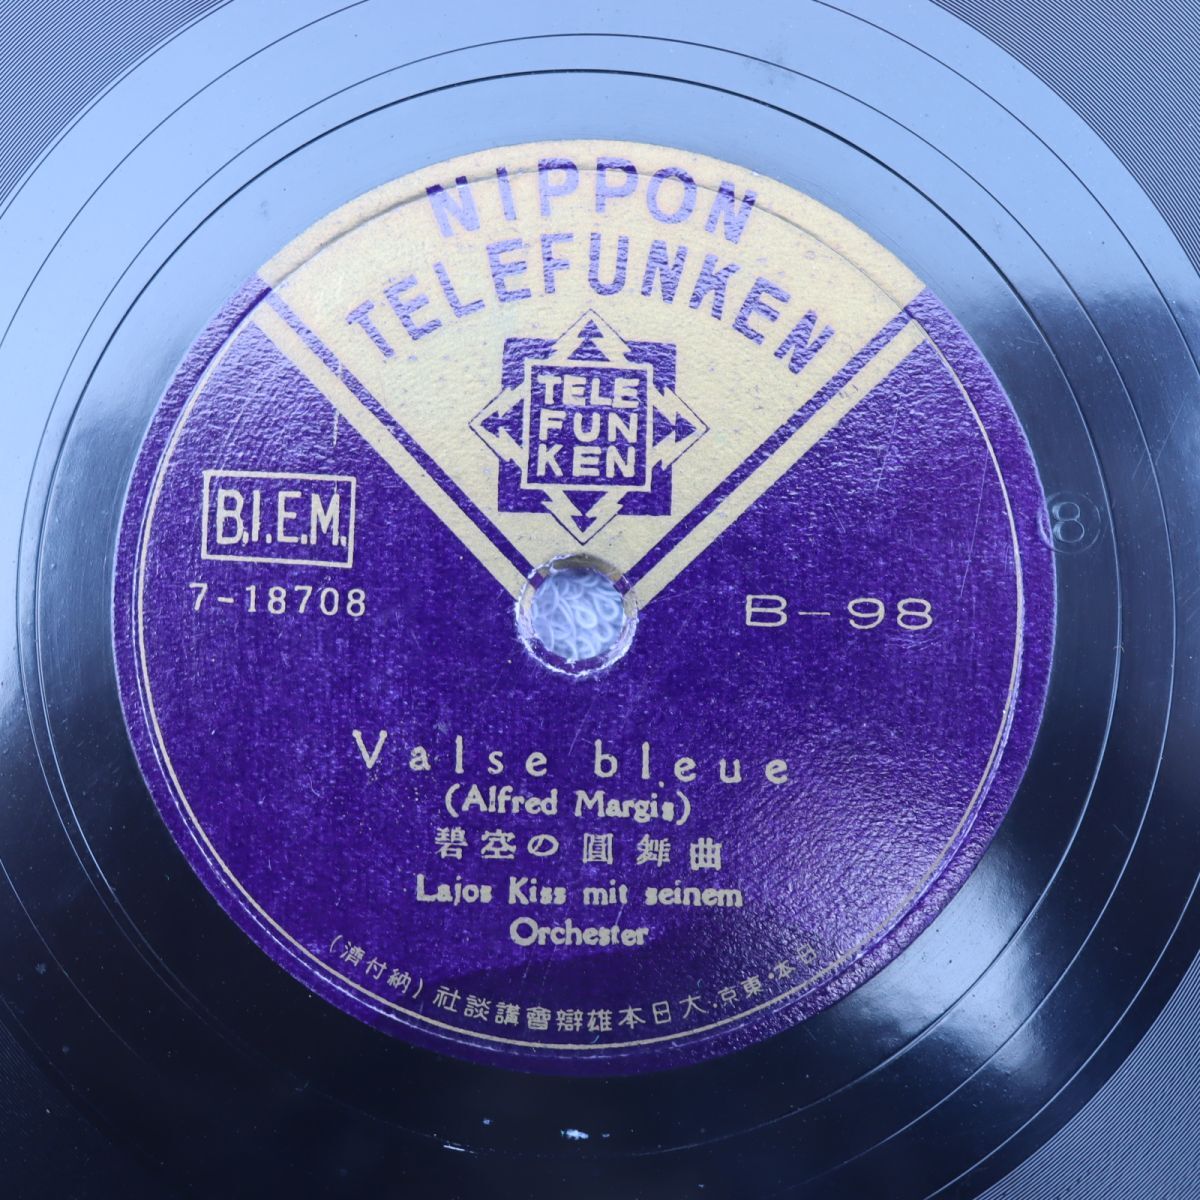 NIPPON
TELEFUNKEN
TELE
FUN
KEN
B.I.E.M.
7-18708
B-98
8
Valse bleue
(Alfred Margis)
碧空の圓舞曲
Lajos Kiss mit seinem
Orchester
(濟付納) 社談講會辯雄本日大・京東・本日